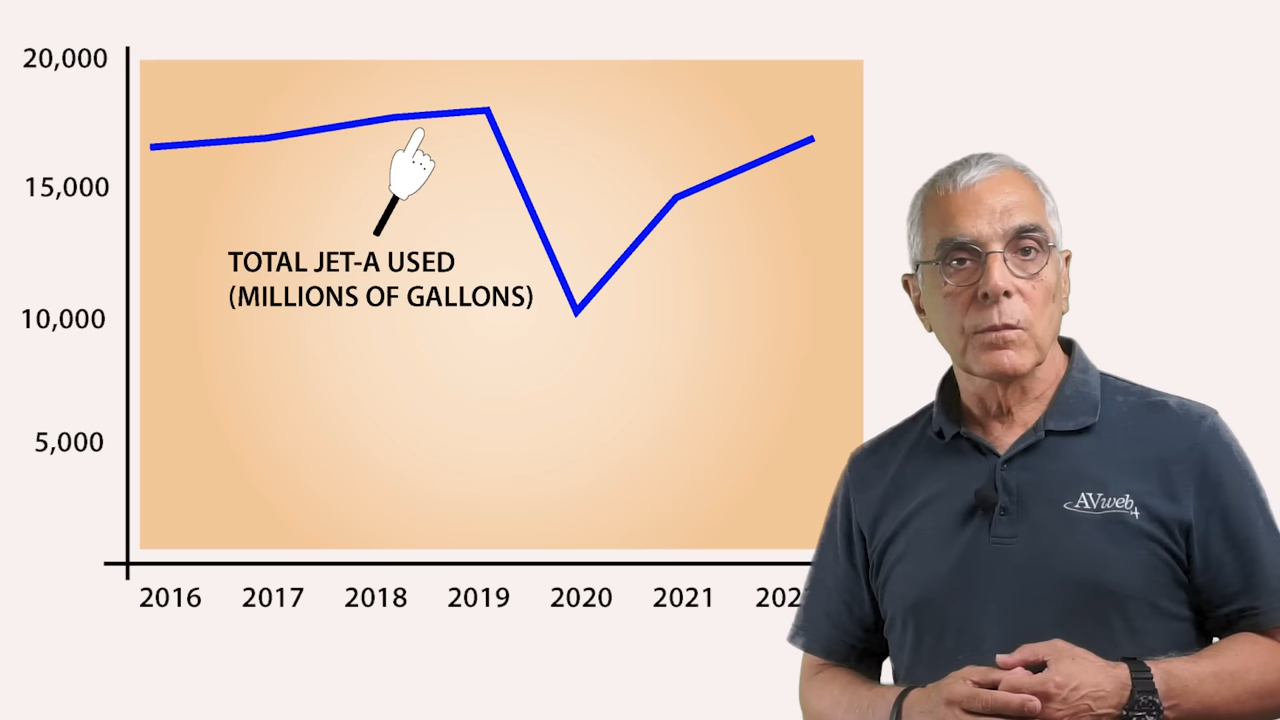 20,000
15,000
10,000
5,000
TOTAL JET-A USED
(MILLIONS OF GALLONS)
2016 2017 2018 2019 2020 2021
AVweb